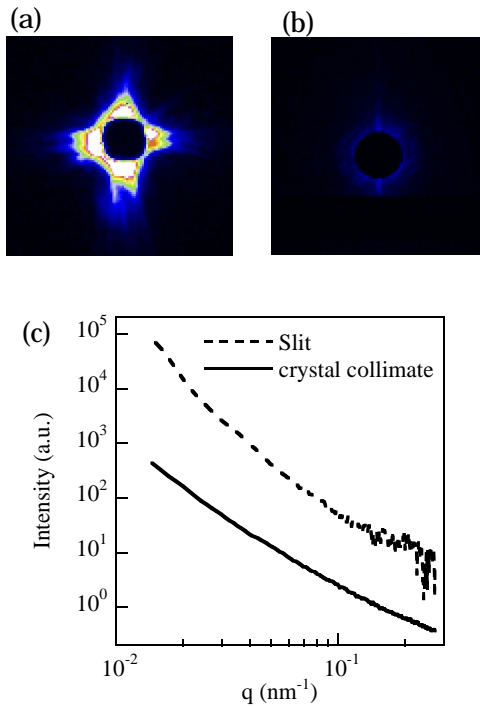 (a)
(b)
(c)
10^5
10^4
10^3
10^2
10^1
10^0
Intensity (a.u.)
Slit
crystal collimate
10^-2
10^-1
q (nm^-1)